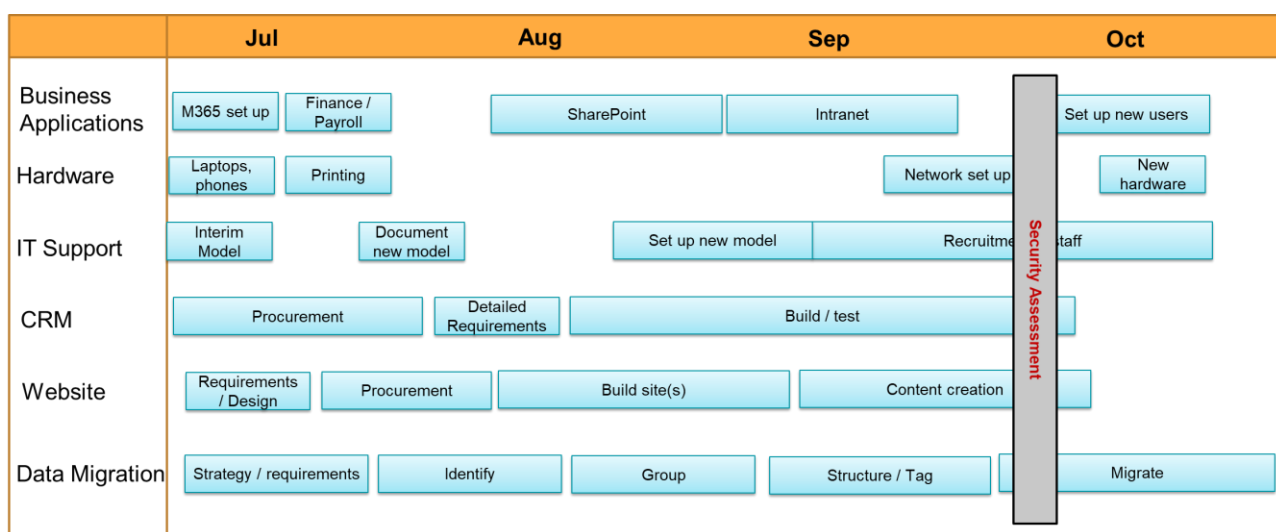 Jul Aug Sep Oct
Business
Applications
M365 set up
Finance /
Payroll
SharePoint
Intranet
Set up new users
Hardware
Laptops,
phones
Printing
Network set up
New
hardware
IT Support
Interim
Model
Document
new model
Set up new model
Recruitmen staff
CRM
Procurement
Detailed
Requirements
Build / test
Website
Requirements
/ Design
Procurement
Build site(s)
Content creation
Data Migration
Strategy / requirements
Identify
Group
Structure / Tag
Migrate
Security Assessment